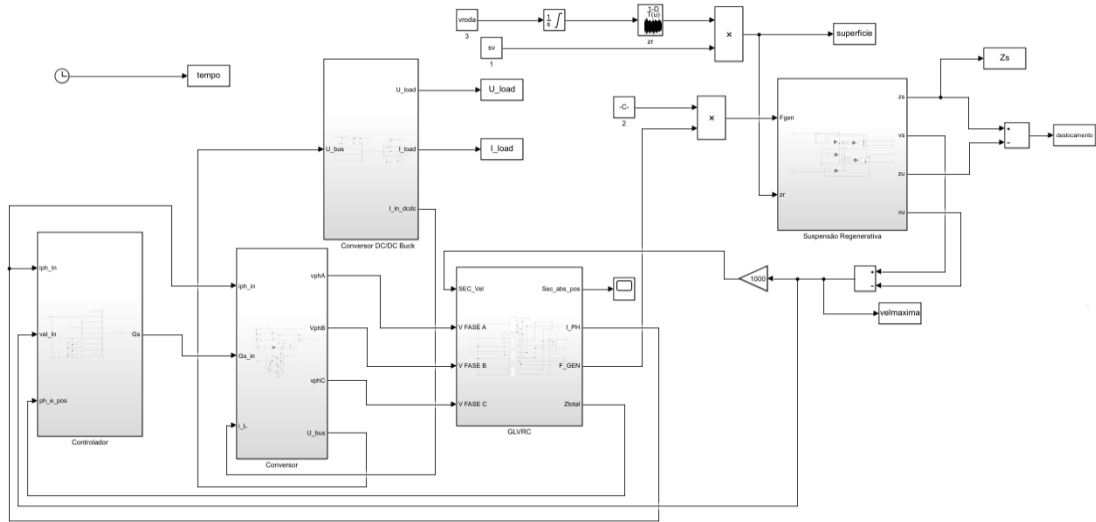 vroda
3
1
s
1-D
T(u)
zr
×
superfície
sv
1
tempo
Zs
U_load
U_load
-C-
2
×
Fgen
zs
vs
zu
vu
zr
Suspensão Regenerativa
+
−
deslocamento
U_bus
I_load
I_load
I_in_dcdc
Conversor DC/DC Buck
iph_In
vel_In
ph_e_pos
Gs
Controlador
iph_in
Gs_in
i_L
vphA
VphB
vphC
U_bus
Conversor
SEC_Vel
V FASE A
V FASE B
V FASE C
Sec_abs_pos
I_PH
F_GEN
Ztotal
GLVRC
1000
+
−
velmaxima